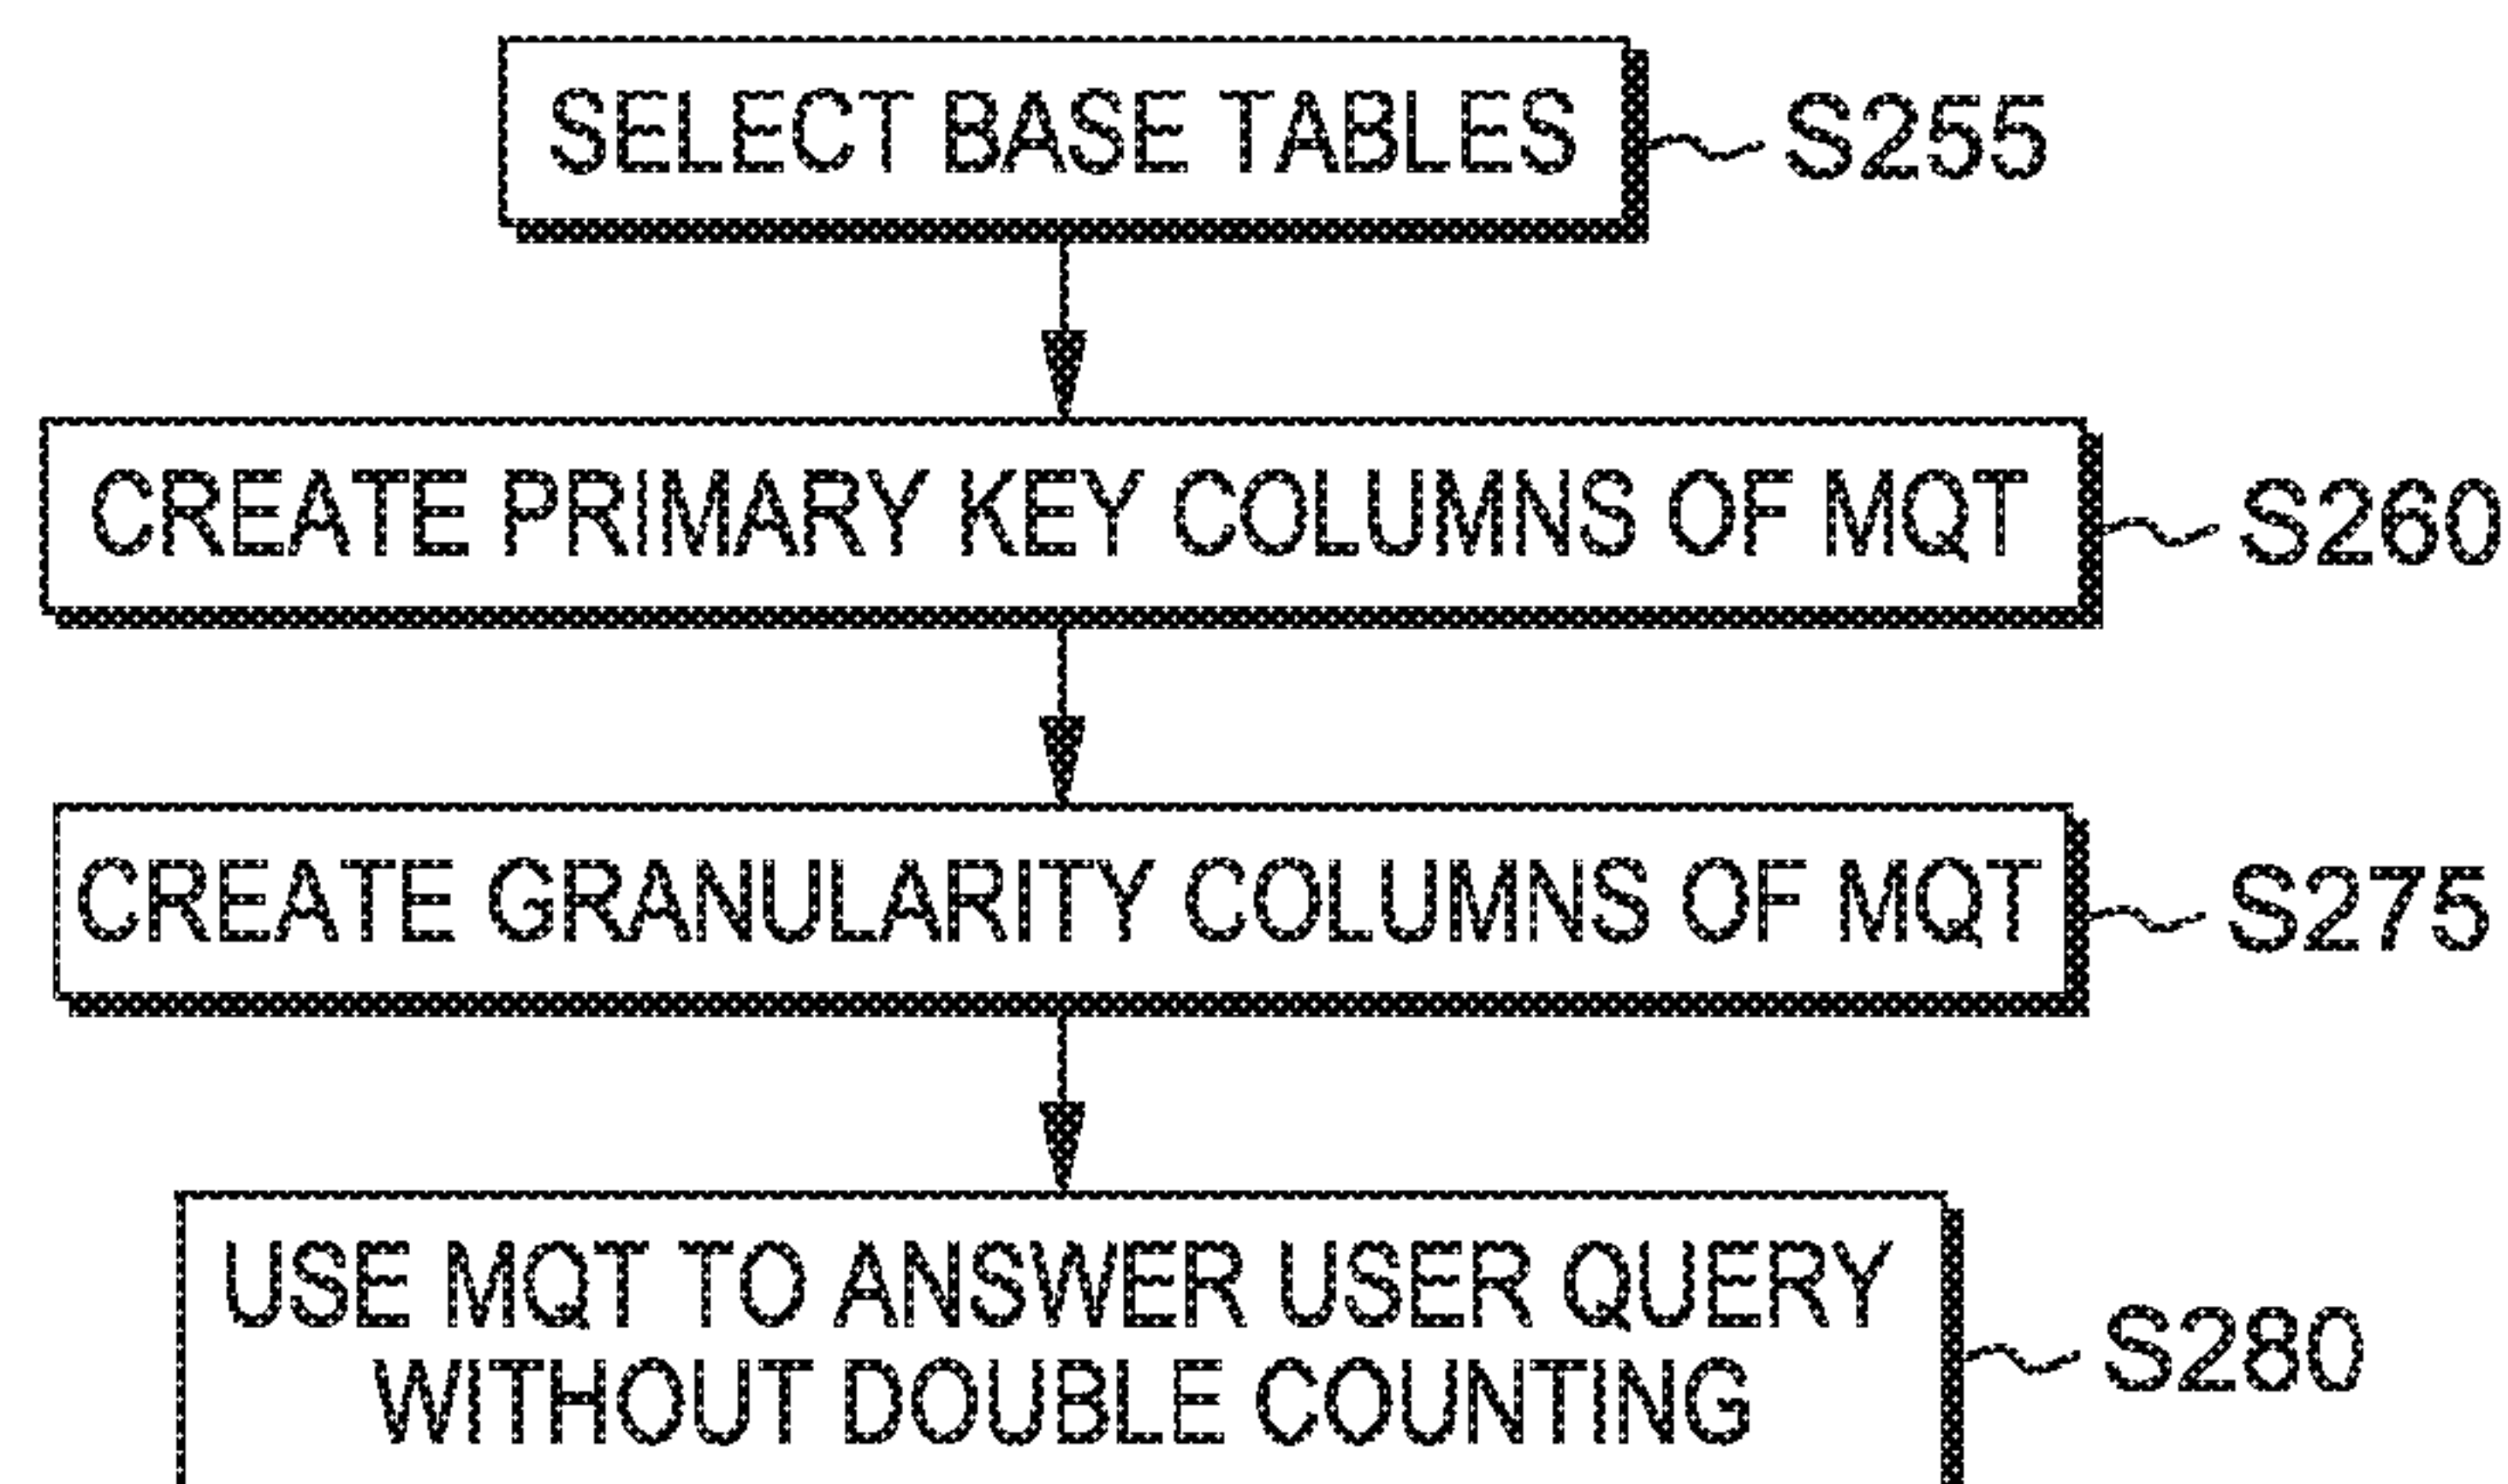 SELECT BASE TABLES S255
CREATE PRIMARY KEY COLUMNS OF MQT S260
CREATE GRANULARITY COLUMNS OF MQT S275
USE MQT TO ANSWER USER QUERY
WITHOUT DOUBLE COUNTING S280